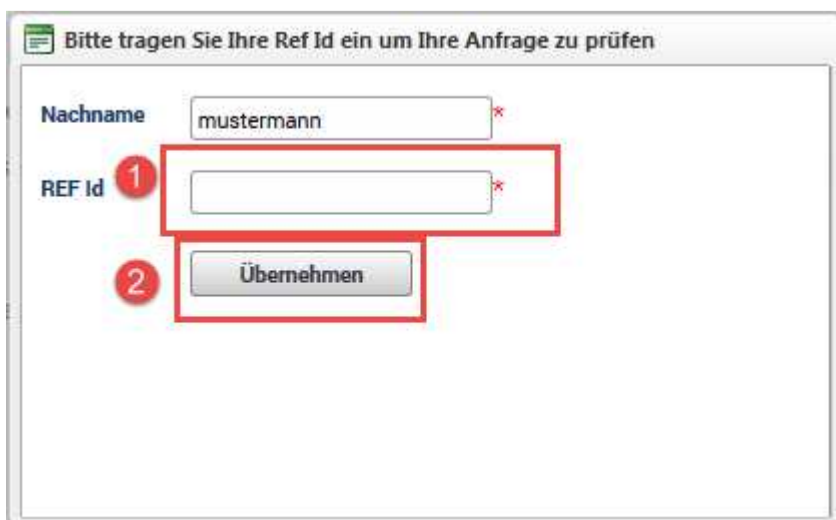 Bitte tragen Sie Ihre Ref Id ein um Ihre Anfrage zu prüfen
Nachname mustermann *
REF Id 1 *
2 Übernehmen